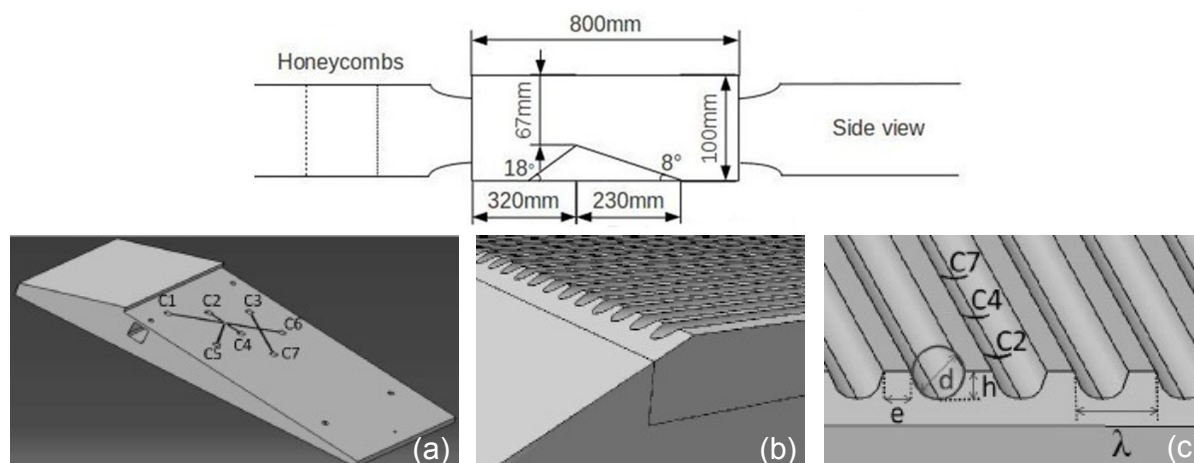 800mm
Honeycombs
67mm
100mm
Side view
18°
8°
320mm
230mm
C1
C2
C3
C6
C5
C4
C7
(a)
(b)
C7
C4
C2
d
h
e
λ
(c)